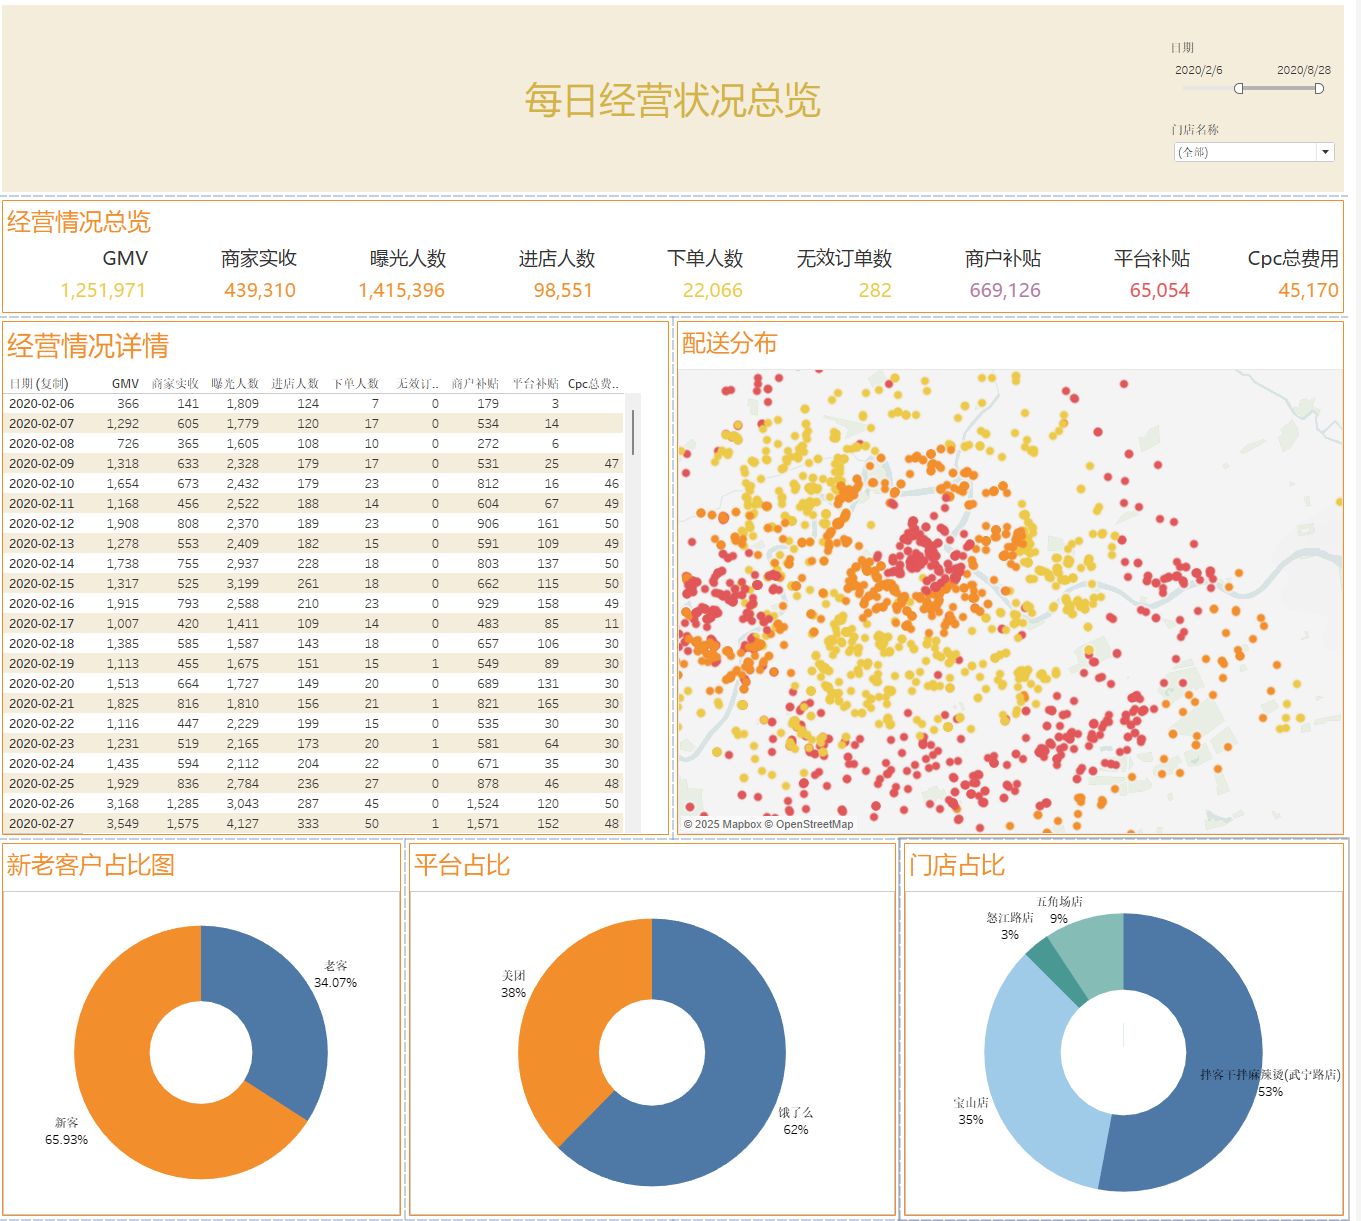 每日经营状况总览
日期
2020/2/6 2020/8/28
门店名称
(全部)
经营情况总览
GMV 商家实收 曝光人数 进店人数 下单人数 无效订单数 商户补贴 平台补贴 Cpc总费用
1,251,971 439,310 1,415,396 98,551 22,066 282 669,126 65,054 45,170
经营情况详情
日期 (复制) GMV 商家实收 曝光人数 进店人数 下单人数 无效订.. 商户补贴 平台补贴 Cpc总费..
2020-02-06 366 141 1,809 124 7 0 179 3
2020-02-07 1,292 605 1,779 120 17 0 534 14
2020-02-08 726 365 1,605 108 10 0 272 6
2020-02-09 1,318 633 2,328 179 17 0 531 25 47
2020-02-10 1,654 673 2,432 179 23 0 812 16 46
2020-02-11 1,168 456 2,522 188 14 0 604 67 49
2020-02-12 1,908 808 2,370 189 23 0 906 161 50
2020-02-13 1,278 553 2,409 182 15 0 591 109 49
2020-02-14 1,738 755 2,937 228 18 0 803 137 50
2020-02-15 1,317 525 3,199 261 18 0 662 115 50
2020-02-16 1,915 793 2,588 210 23 0 929 158 49
2020-02-17 1,007 420 1,411 109 14 0 483 85 11
2020-02-18 1,385 585 1,587 143 18 0 657 106 30
2020-02-19 1,113 455 1,675 151 15 1 549 89 30
2020-02-20 1,513 664 1,727 149 20 0 689 131 30
2020-02-21 1,825 816 1,810 156 21 1 821 165 30
2020-02-22 1,116 447 2,229 199 15 0 535 30 30
2020-02-23 1,231 519 2,165 173 20 1 581 64 30
2020-02-24 1,435 594 2,112 204 22 0 671 35 30
2020-02-25 1,929 836 2,784 236 27 0 878 46 48
2020-02-26 3,168 1,285 3,043 287 45 0 1,524 120 50
2020-02-27 3,549 1,575 4,127 333 50 1 1,571 152 48
配送分布
© 2025 Mapbox © OpenStreetMap
新老客户占比图
老客
34.07%
新客
65.93%
平台占比
美团
38%
饿了么
62%
门店占比
五角场店
9%
怒江路店
3%
拌客干拌麻辣烫(武宁路店)
53%
宝山店
35%